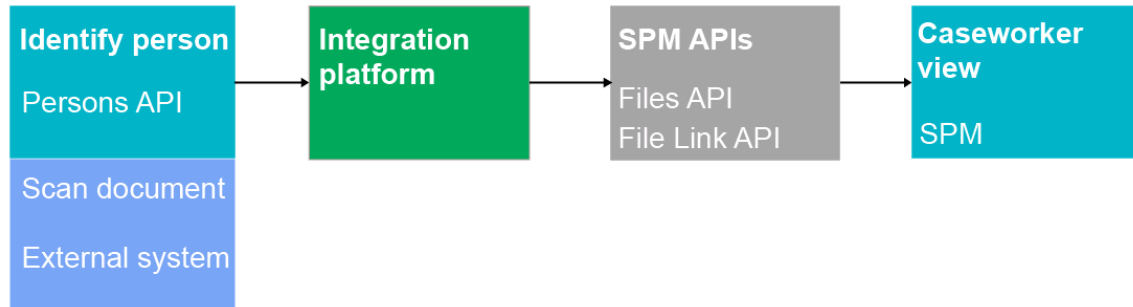 Identify person
Persons API
Scan document
External system
Integration
platform
SPM APIs
Files API
File Link API
Caseworker
view
SPM